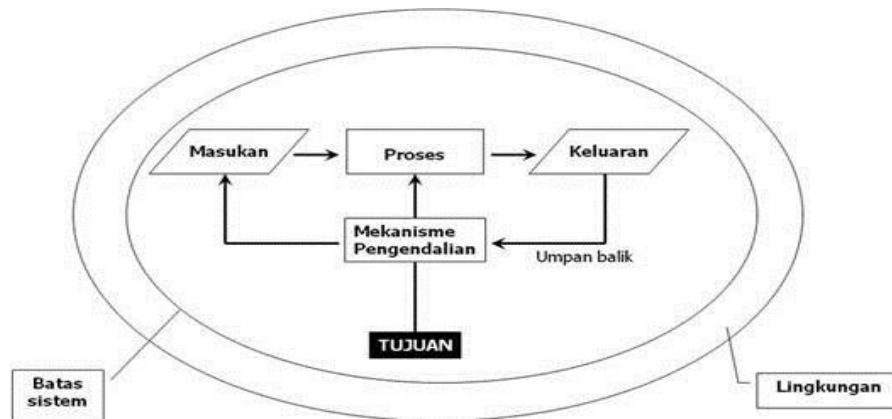 Masukan
Proses
Keluaran
Mekanisme
Pengendalian
Umpan balik
TUJUAN
Batas
sistem
Lingkungan